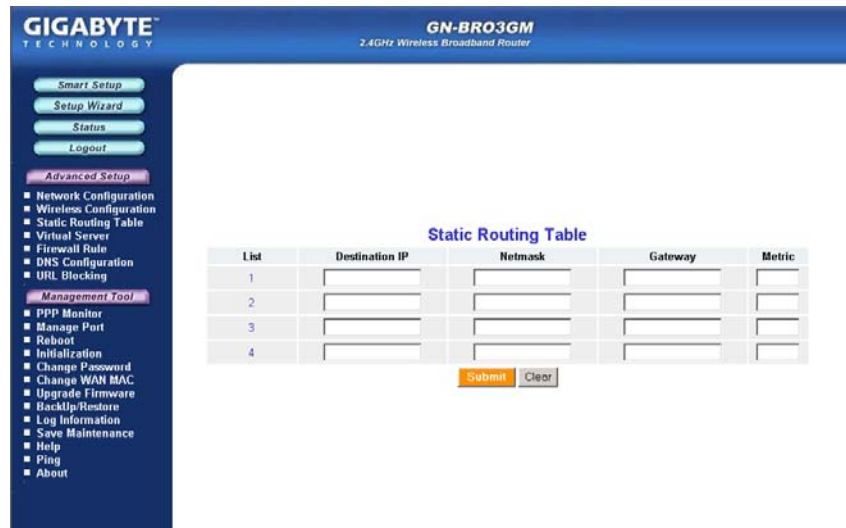 GIGABYTE™
TECHNOLOGY
GN-BRO3GM
2.4GHz Wireless Broadband Router
Smart Setup
Setup Wizard
Status
Logout
Advanced Setup
Network Configuration
Wireless Configuration
Static Routing Table
Virtual Server
Firewall Rule
DNS Configuration
URL Blocking
Management Tool
PPP Monitor
Manage Port
Reboot
Initialization
Change Password
Change WAN MAC
Upgrade Firmware
BackUp/Restore
Log Information
Save Maintenance
Help
Ping
About
Static Routing Table
List Destination IP Netmask Gateway Metric
1
2
3
4
Submit Clear